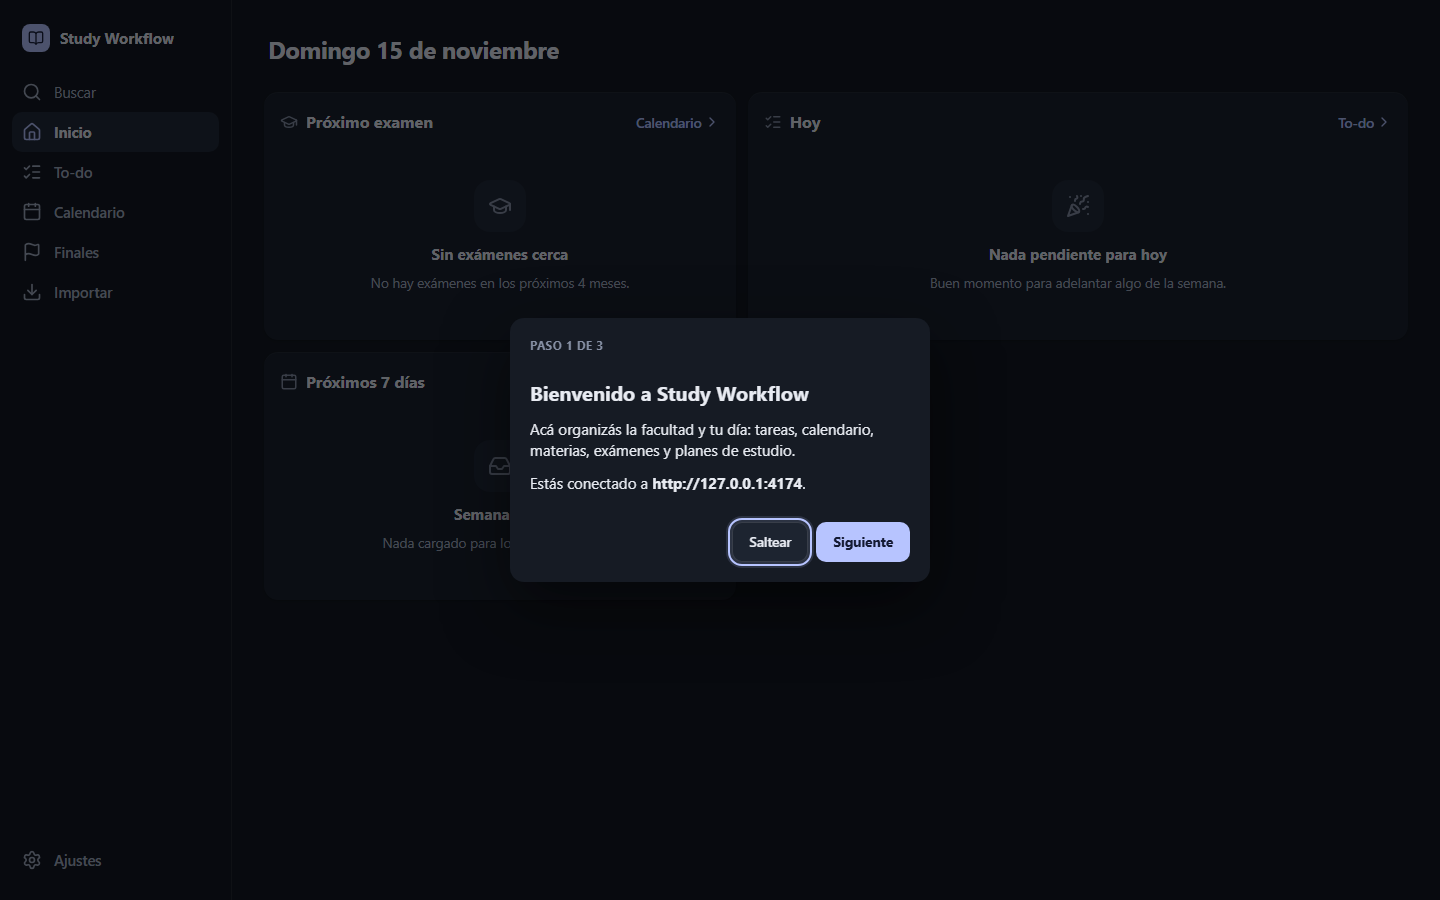 Study Workflow
Buscar
Inicio
To-do
Calendario
Finales
Importar
Ajustes
Domingo 15 de noviembre
Próximo examen
Calendario
Sin exámenes cerca
No hay exámenes en los próximos 4 meses.
Hoy
To-do
Nada pendiente para hoy
Buen momento para adelantar algo de la semana.
Próximos 7 días
Semana
Nada cargado para
PASO 1 DE 3
Bienvenido a Study Workflow
Acá organizás la facultad y tu día: tareas, calendario,
materias, exámenes y planes de estudio.
Estás conectado a http://127.0.0.1:4174.
Saltear
Siguiente